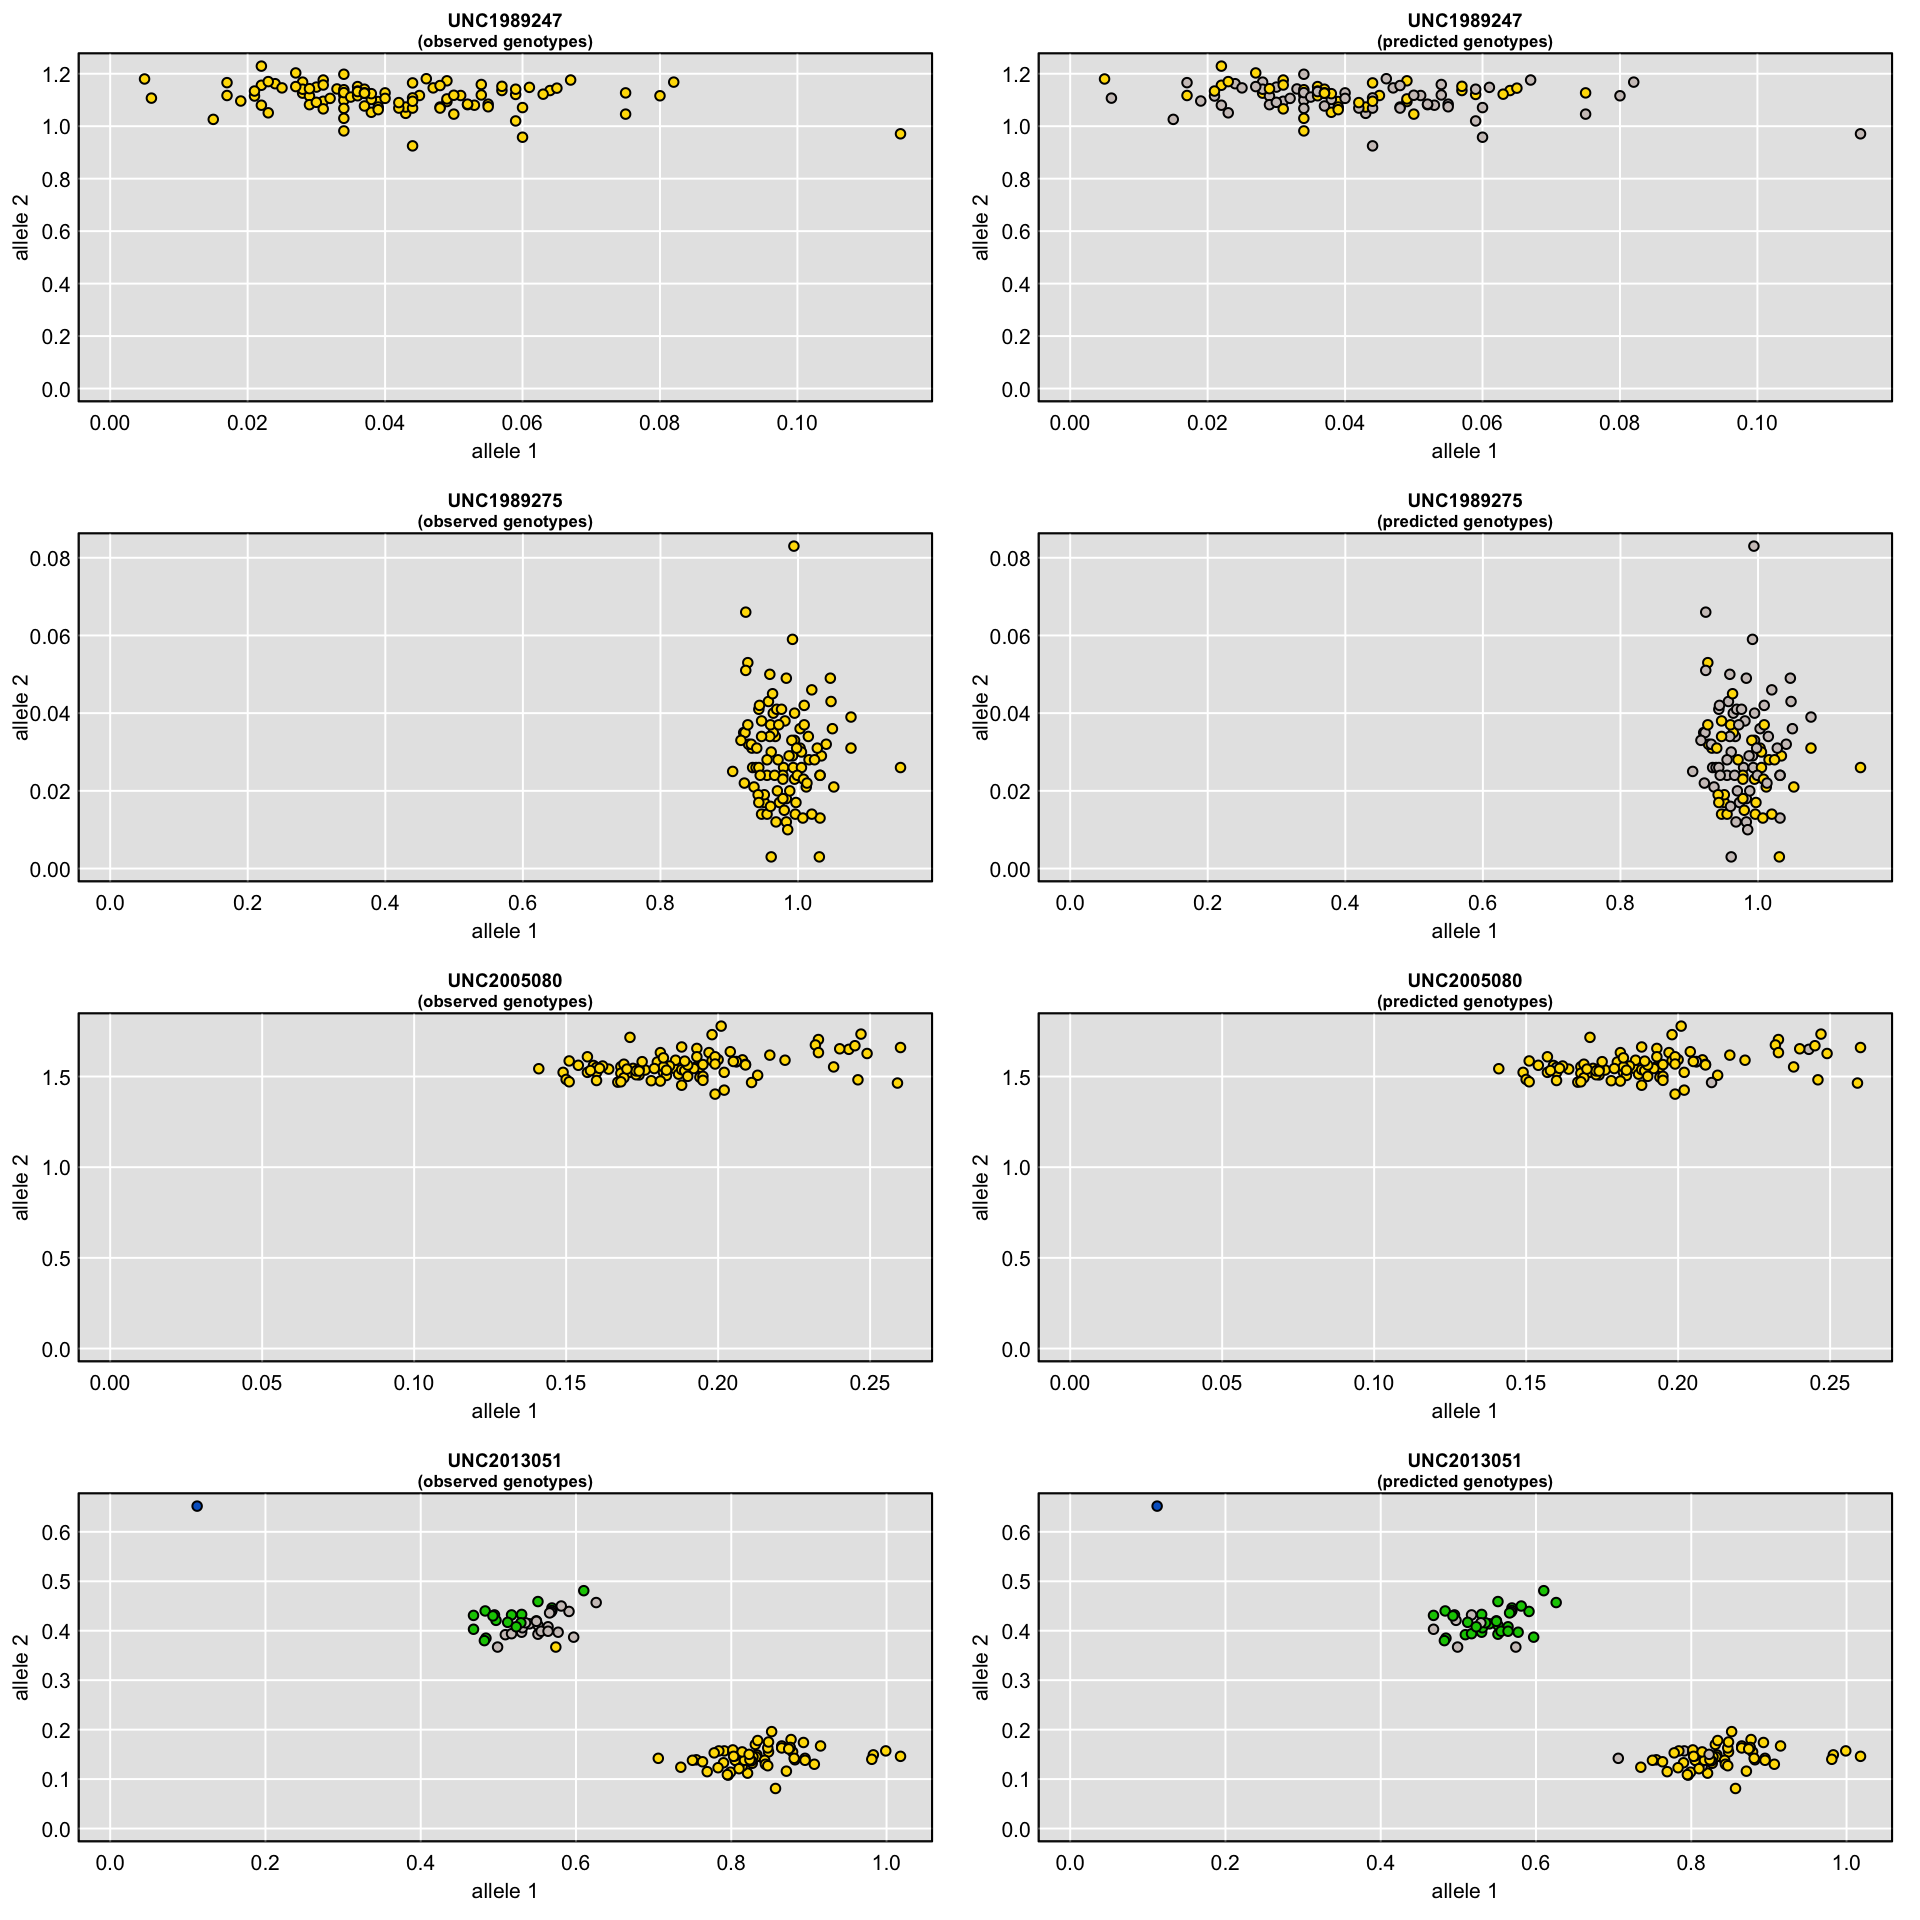 UNC1989247
(observed genotypes)
allele 2
1.2
1.0
0.8
0.6
0.4
0.2
0.0
0.00 0.02 0.04 0.06 0.08 0.10
allele 1
UNC1989247
(predicted genotypes)
allele 2
1.2
1.0
0.8
0.6
0.4
0.2
0.0
0.00 0.02 0.04 0.06 0.08 0.10
allele 1
UNC1989275
(observed genotypes)
allele 2
0.08
0.06
0.04
0.02
0.00
0.0 0.2 0.4 0.6 0.8 1.0
allele 1
UNC1989275
(predicted genotypes)
allele 2
0.08
0.06
0.04
0.02
0.00
0.0 0.2 0.4 0.6 0.8 1.0
allele 1
UNC2005080
(observed genotypes)
allele 2
1.5
1.0
0.5
0.0
0.00 0.05 0.10 0.15 0.20 0.25
allele 1
UNC2005080
(predicted genotypes)
allele 2
1.5
1.0
0.5
0.0
0.00 0.05 0.10 0.15 0.20 0.25
allele 1
UNC2013051
(observed genotypes)
allele 2
0.6
0.5
0.4
0.3
0.2
0.1
0.0
0.0 0.2 0.4 0.6 0.8 1.0
allele 1
UNC2013051
(predicted genotypes)
allele 2
0.6
0.5
0.4
0.3
0.2
0.1
0.0
0.0 0.2 0.4 0.6 0.8 1.0
allele 1